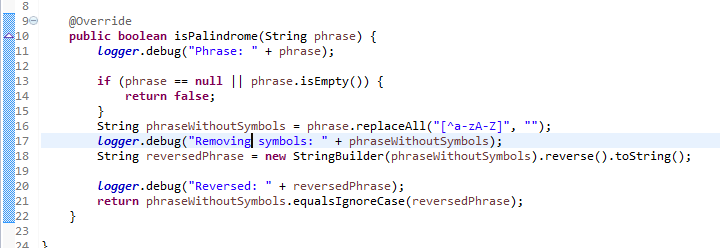 8
9 @Override
10 public boolean isPalindrome(String phrase) {
11 logger.debug("Phrase: " + phrase);
12
13 if (phrase == null || phrase.isEmpty()) {
14 return false;
15 }
16 String phraseWithoutSymbols = phrase.replaceAll("[^a-zA-Z]", "");
17 logger.debug("Removing symbols: " + phraseWithoutSymbols);
18 String reversedPhrase = new StringBuilder(phraseWithoutSymbols).reverse().toString();
19
20 logger.debug("Reversed: " + reversedPhrase);
21 return phraseWithoutSymbols.equalsIgnoreCase(reversedPhrase);
22 }
23
24 }